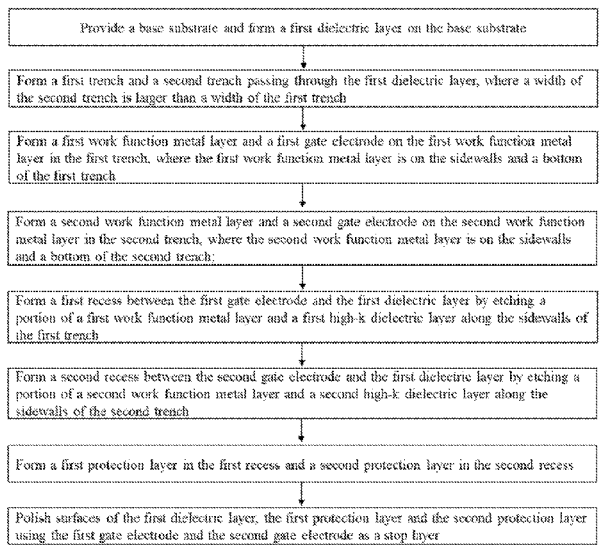 Provide a base substrate and form a first dielectric layer on the base substrate
Form a first trench and a second trench passing through the first dielectric layer, where a width of
the second trench is larger than a width of the first trench
Form a first work function metal layer and a first gate electrode on the first work function metal
layer in the first trench, where the first work function metal layer is on the sidewalls and a bottom
of the first trench
Form a second work function metal layer and a second gate electrode on the second work function
metal layer in the second trench, where the second work function metal layer is on the sidewalls
and a bottom of the second trench;
Form a first recess between the first gate electrode and the first dielectric layer by etching a
portion of a first work function metal layer and a first high-k dielectric layer along the sidewalls of
the first trench
Form a second recess between the second gate electrode and the first dielectric layer by etching a
portion of a second work function metal layer and a second high-k dielectric layer along the
sidewalls of the second trench
Form a first protection layer in the first recess and a second protection layer in the second recess
Polish surfaces of the first dielectric layer, the first protection layer and the second protection layer
using the first gate electrode and the second gate electrode as a stop layer